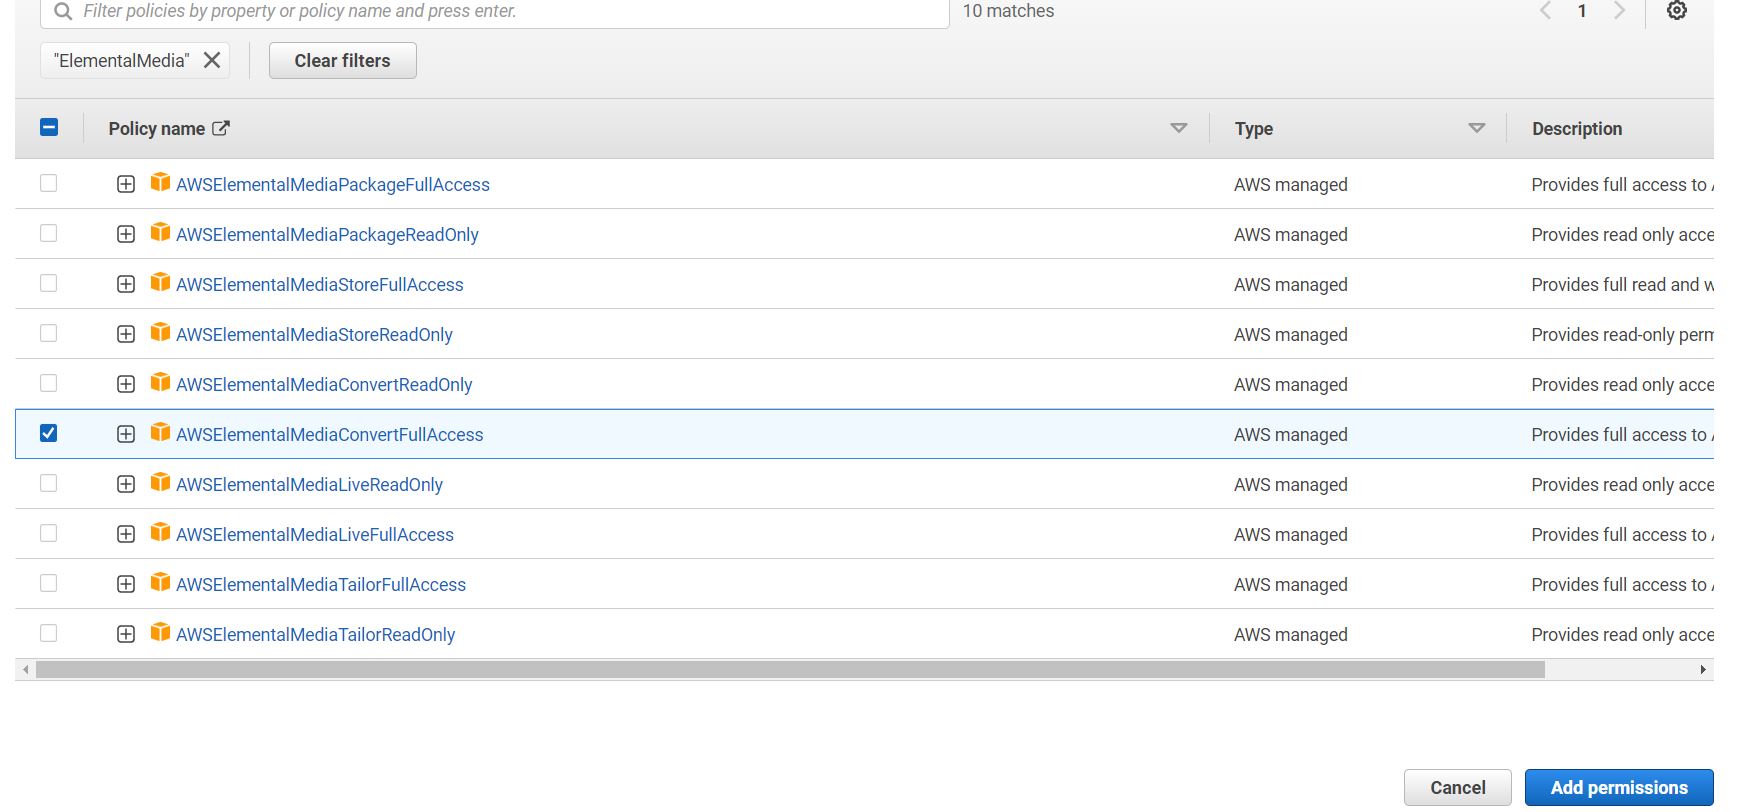 Filter policies by property or policy name and press enter.
10 matches
1
"ElementalMedia"
Clear filters
Policy name
Type
Description
AWSElementalMediaPackageFullAccess AWS managed Provides full access to
AWSElementalMediaPackageReadOnly AWS managed Provides read only acce
AWSElementalMediaStoreFullAccess AWS managed Provides full read and w
AWSElementalMediaStoreReadOnly AWS managed Provides read-only perm
AWSElementalMediaConvertReadOnly AWS managed Provides read only acce
AWSElementalMediaConvertFullAccess AWS managed Provides full access to
AWSElementalMediaLiveReadOnly AWS managed Provides read only acce
AWSElementalMediaLiveFullAccess AWS managed Provides full access to
AWSElementalMediaTailorFullAccess AWS managed Provides full access to
AWSElementalMediaTailorReadOnly AWS managed Provides read only acce
Cancel
Add permissions